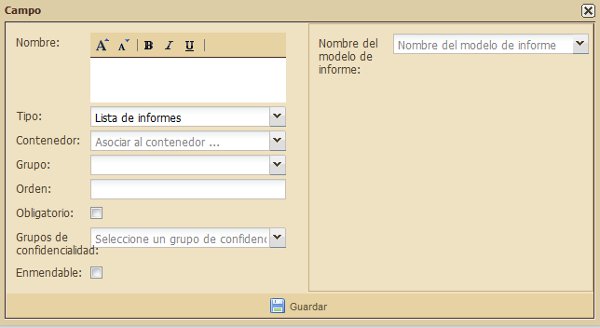 Campo
Nombre:
A A B I U
Tipo:
Lista de informes
Contenedor:
Asociar al contenedor ...
Grupo:
Orden:
Obligatorio:
Grupos de
confidencialidad:
Seleccione un grupo de confidenc
Enmendable:
Nombre del
modelo de
informe:
Nombre del modelo de informe
Guardar